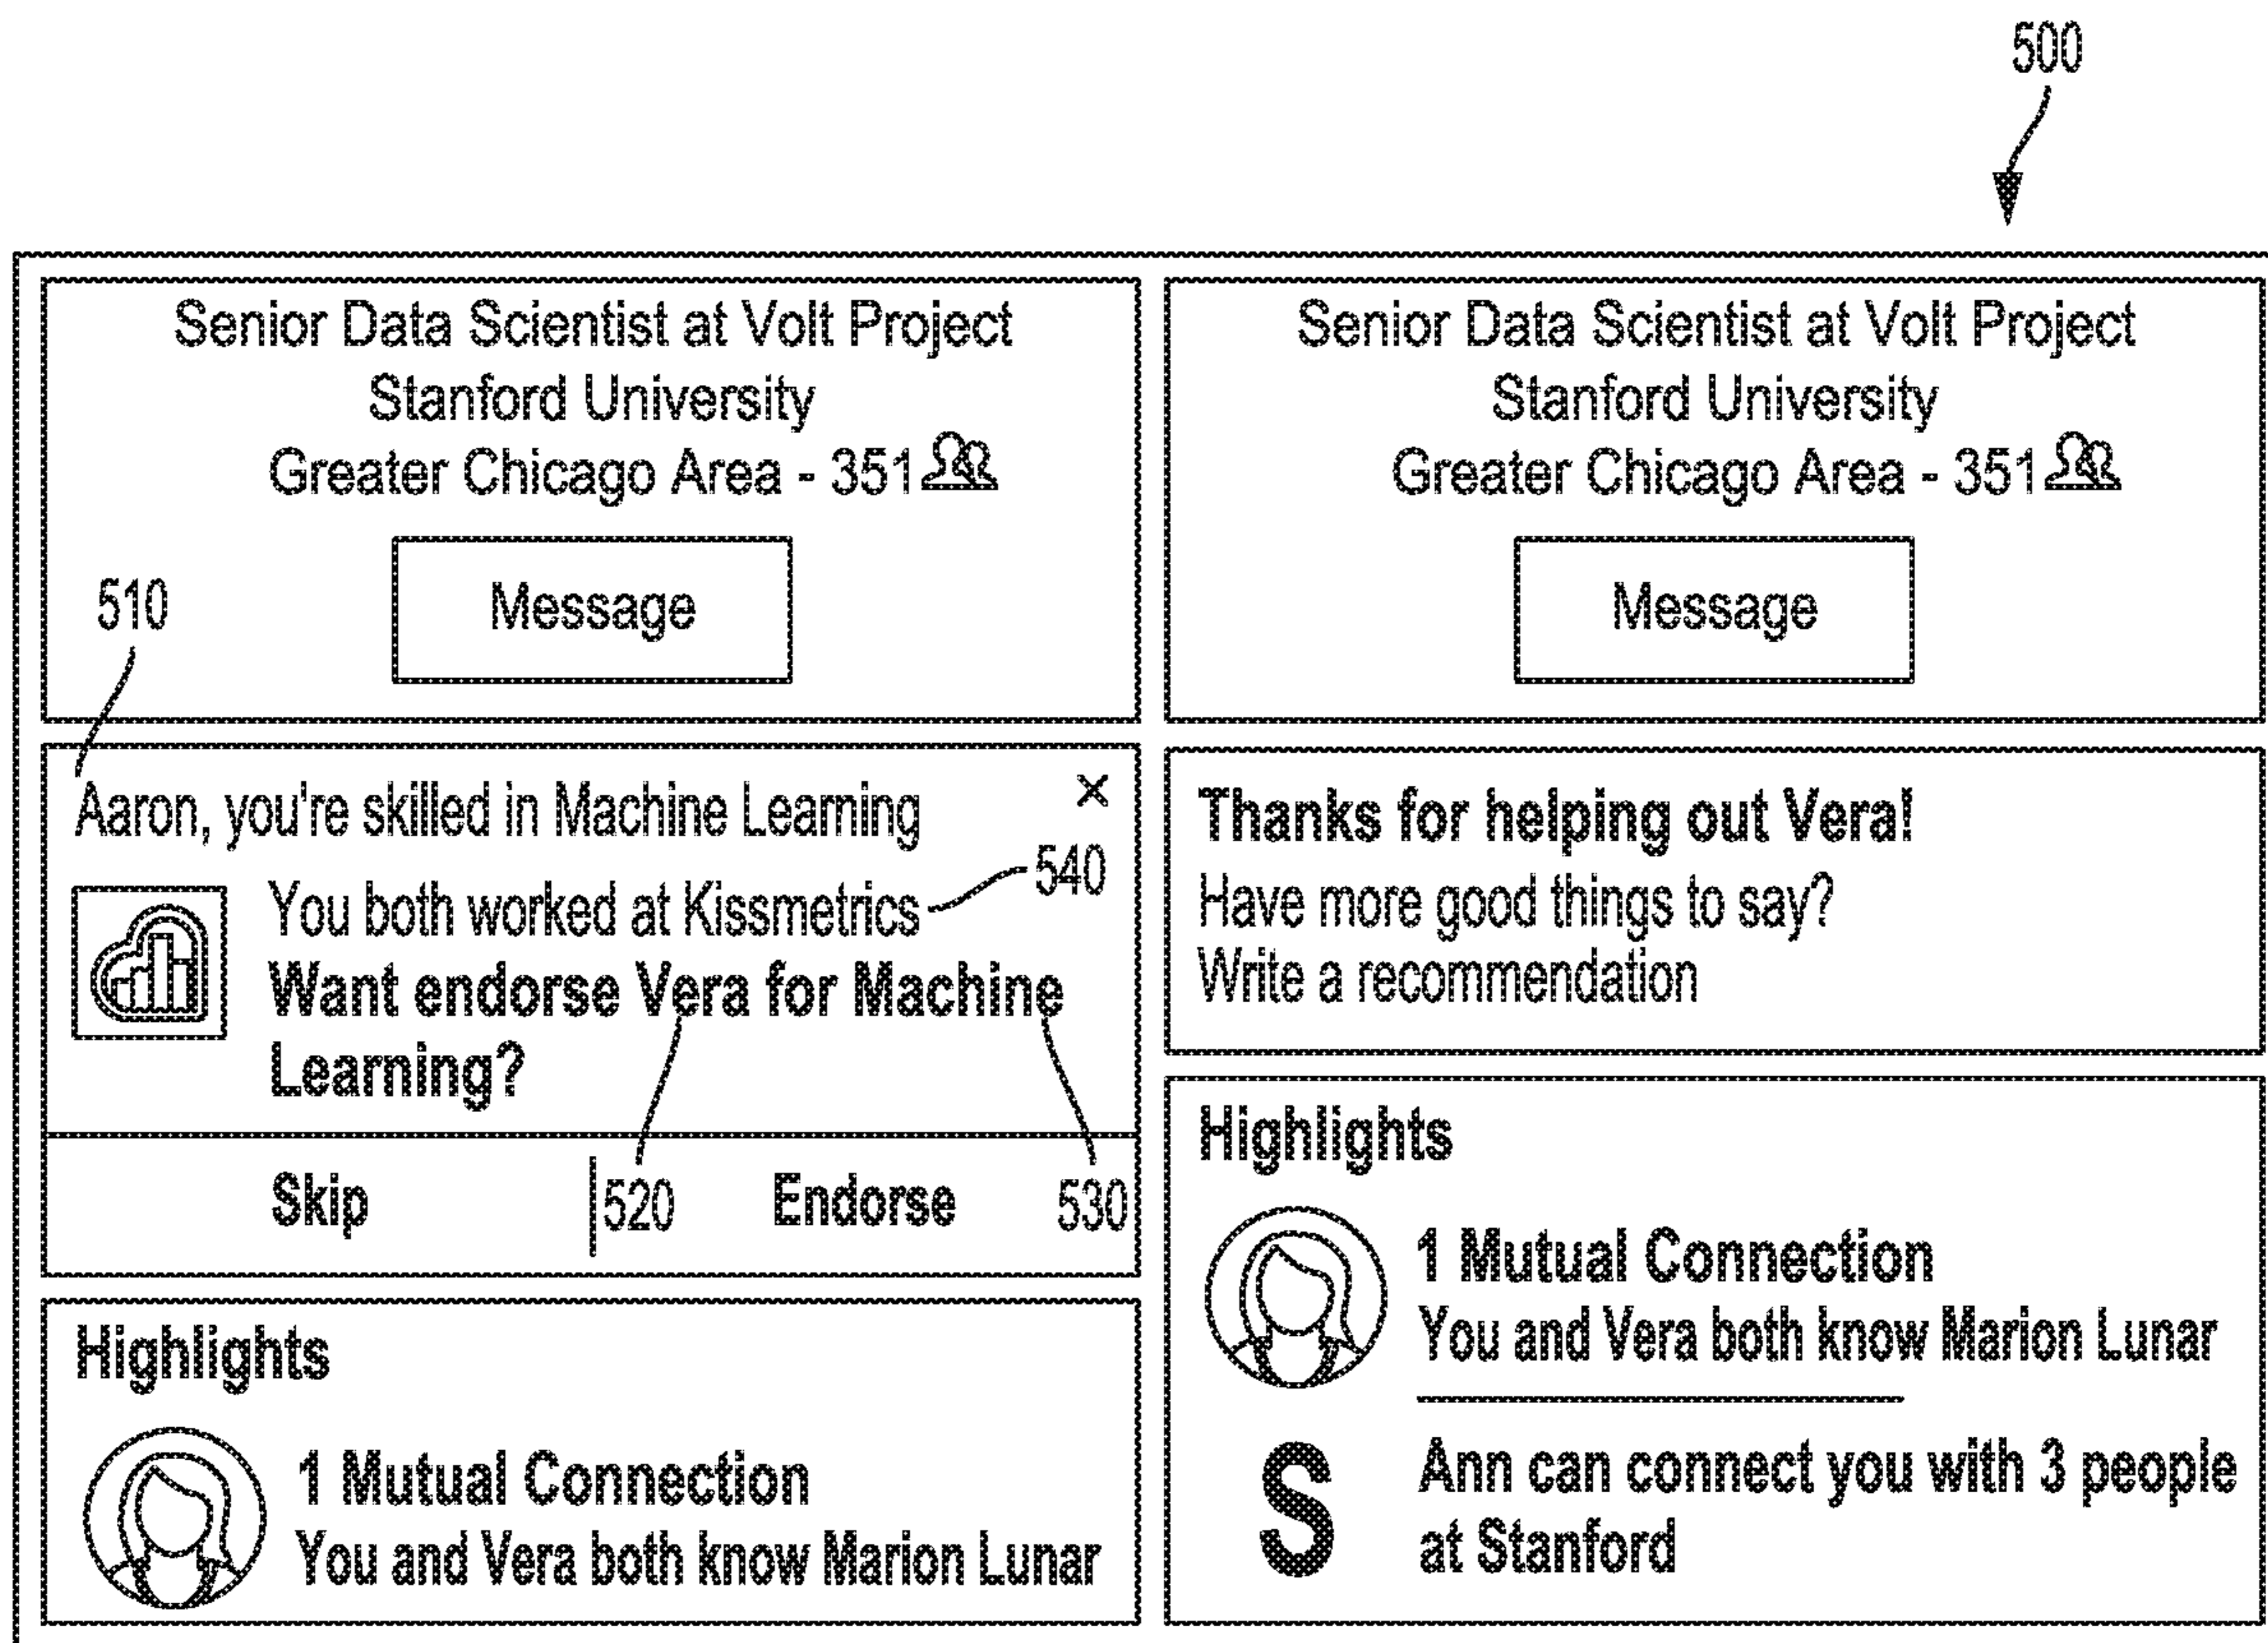 500
Senior Data Scientist at Volt Project
Stanford University
Greater Chicago Area - 351
Message
510
Aaron, you're skilled in Machine Learning
×
540
You both worked at Kissmetrics
Want endorse Vera for Machine
Learning?
Skip
520
Endorse
530
Highlights
1 Mutual Connection
You and Vera both know Marion Lunar
Senior Data Scientist at Volt Project
Stanford University
Greater Chicago Area - 351
Message
Thanks for helping out Vera!
Have more good things to say?
Write a recommendation
Highlights
1 Mutual Connection
You and Vera both know Marion Lunar
S
Ann can connect you with 3 people
at Stanford